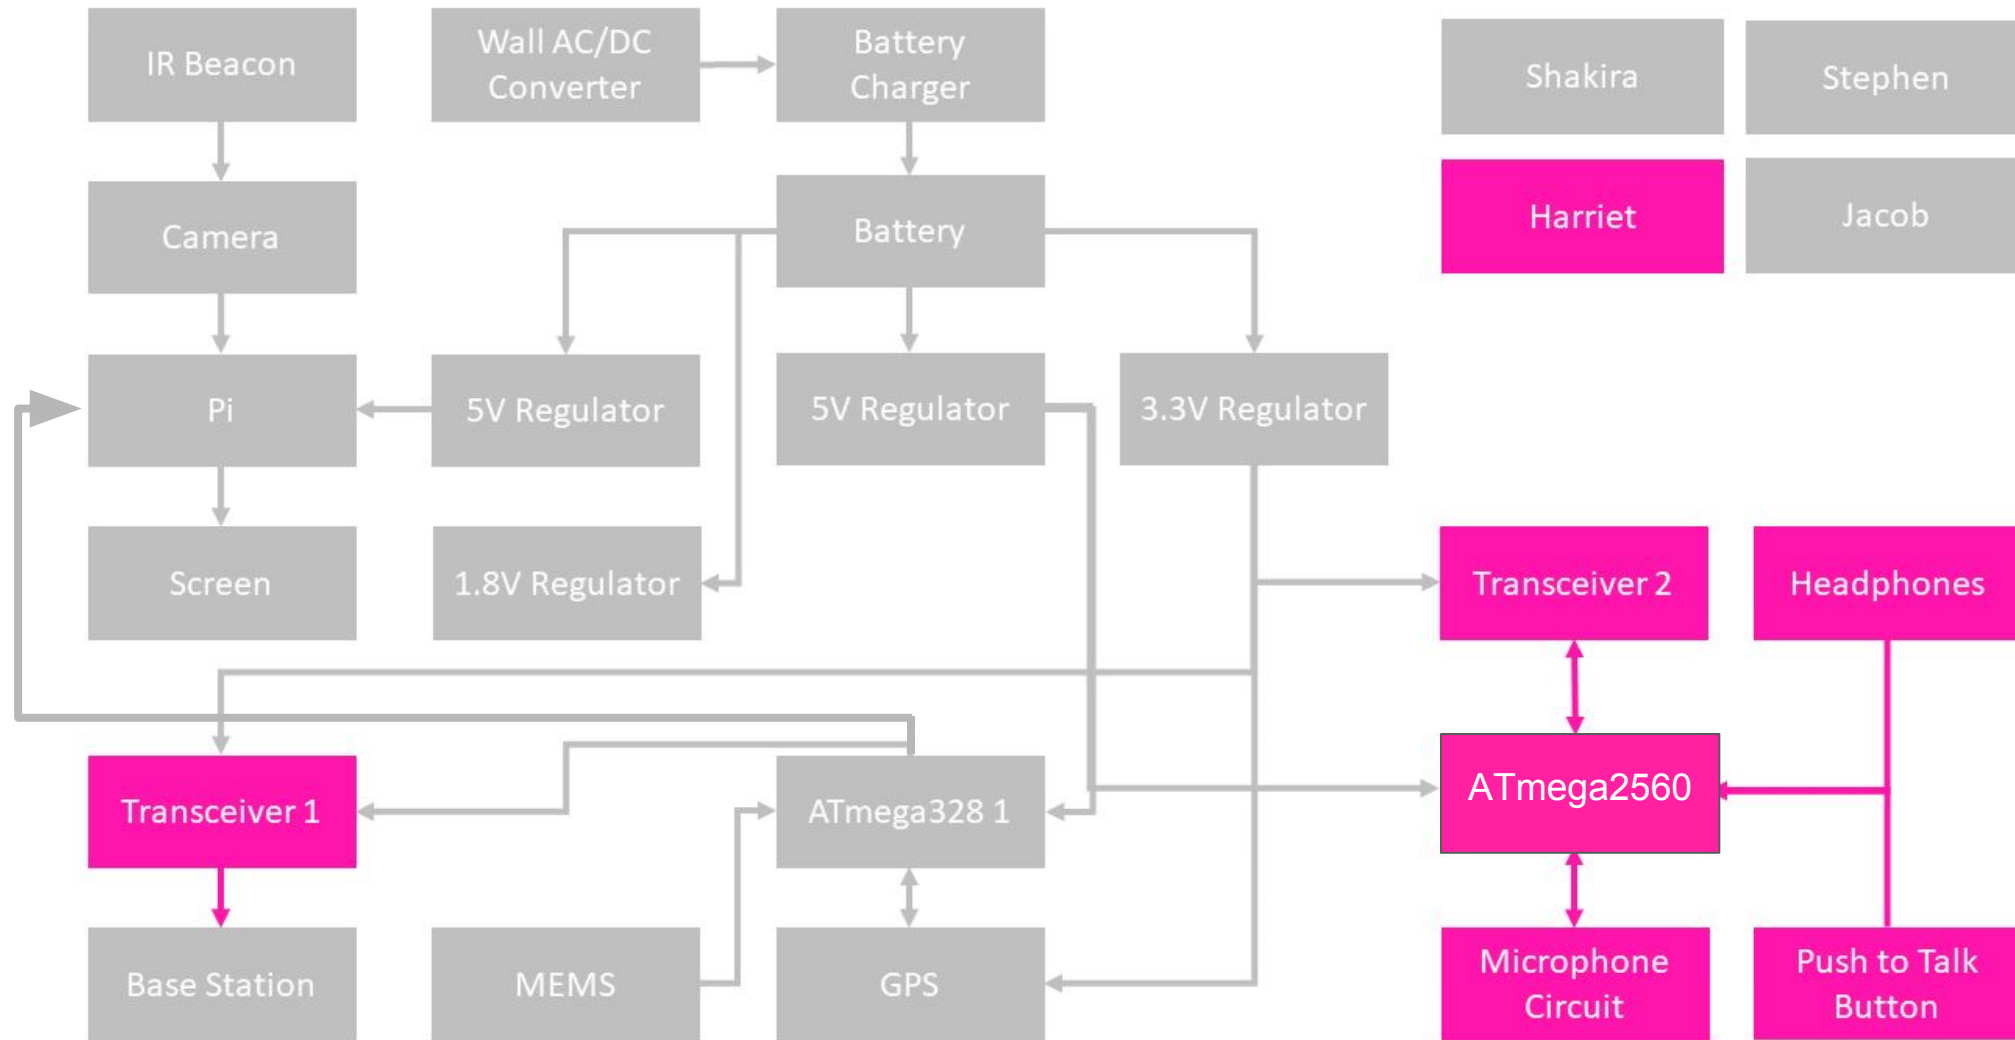 IR Beacon
Wall AC/DC
Converter
Battery
Charger
Shakira
Stephen
Harriet
Jacob
Camera
Battery
Pi
5V Regulator
5V Regulator
3.3V Regulator
Screen
1.8V Regulator
Transceiver 2
Headphones
Transceiver 1
ATmega328 1
ATmega2560
Base Station
MEMS
GPS
Microphone
Circuit
Push to Talk
Button